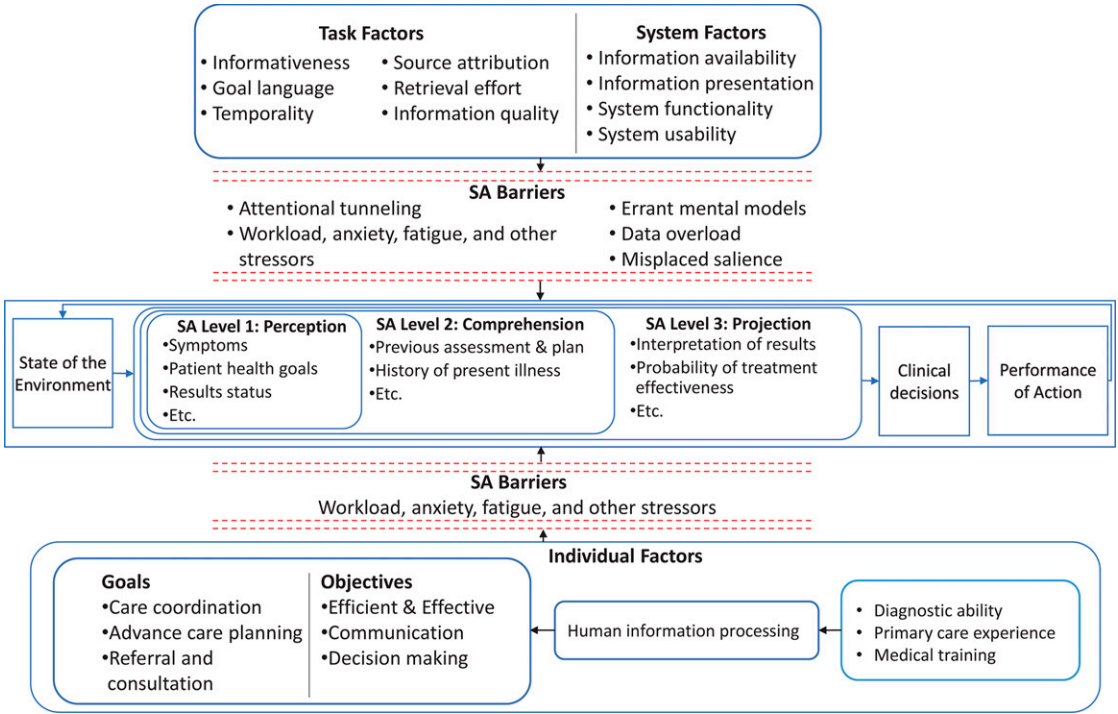 Task Factors
• Informativeness
• Goal language
• Temporality
• Source attribution
• Retrieval effort
• Information quality
System Factors
• Information availability
• Information presentation
• System functionality
• System usability
SA Barriers
• Attentional tunneling
• Workload, anxiety, fatigue, and other
stressors
• Errant mental models
• Data overload
• Misplaced salience
State of the
Environment
SA Level 1: Perception
•Symptoms
•Patient health goals
•Results status
•Etc.
SA Level 2: Comprehension
•Previous assessment & plan
•History of present illness
•Etc.
SA Level 3: Projection
•Interpretation of results
•Probability of treatment
effectiveness
•Etc.
Clinical
decisions
Performance
of Action
SA Barriers
Workload, anxiety, fatigue, and other stressors
Individual Factors
Goals
•Care coordination
•Advance care planning
•Referral and
consultation
Objectives
•Efficient & Effective
•Communication
•Decision making
Human information processing
• Diagnostic ability
• Primary care experience
• Medical training